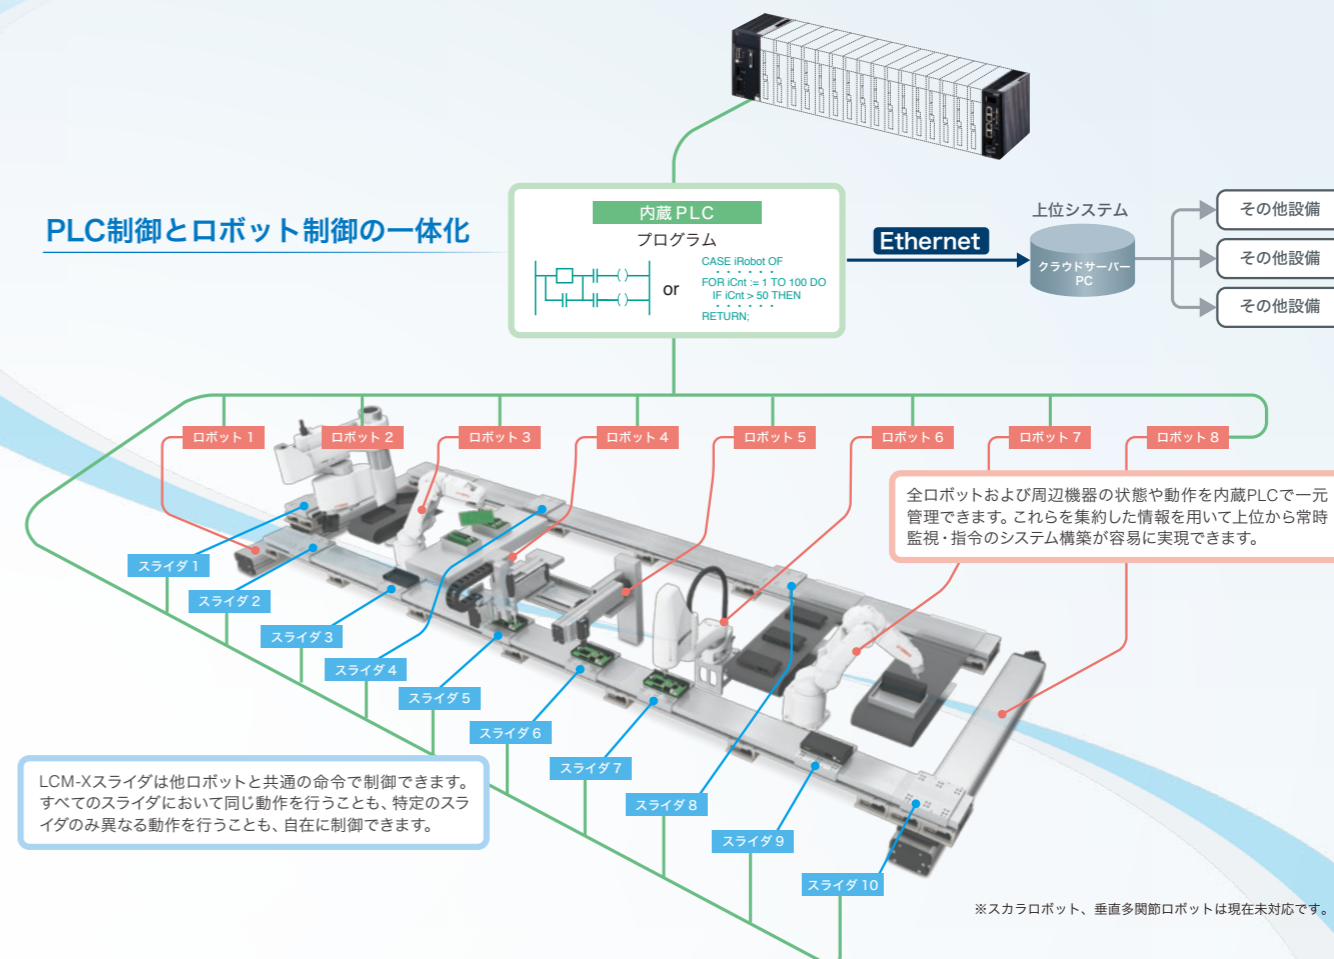 PLC制御とロボット制御の一体化
内蔵PLC
プログラム
or
CASE iRobot OF
・・・・・・
FOR iCnt := 1 TO 100 DO
IF iCnt > 50 THEN
・・・・・・
RETURN;
Ethernet
上位システム
クラウドサーバー
PC
その他設備
その他設備
その他設備
ロボット1
ロボット2
ロボット3
ロボット4
ロボット5
ロボット6
ロボット7
ロボット8
全ロボットおよび周辺機器の状態や動作を内蔵PLCで一元
管理できます。これらを集約した情報を用いて上位から常時
監視・指令のシステム構築が容易に実現できます。
スライダ1
スライダ2
スライダ3
スライダ4
スライダ5
スライダ6
スライダ7
スライダ8
スライダ9
スライダ10
LCM-Xスライダは他ロボットと共通の命令で制御できます。
すべてのスライダにおいて同じ動作を行うことも、特定のスラ
イダのみ異なる動作を行うことも、自在に制御できます。
※スカラロボット、垂直多関節ロボットは現在未対応です。